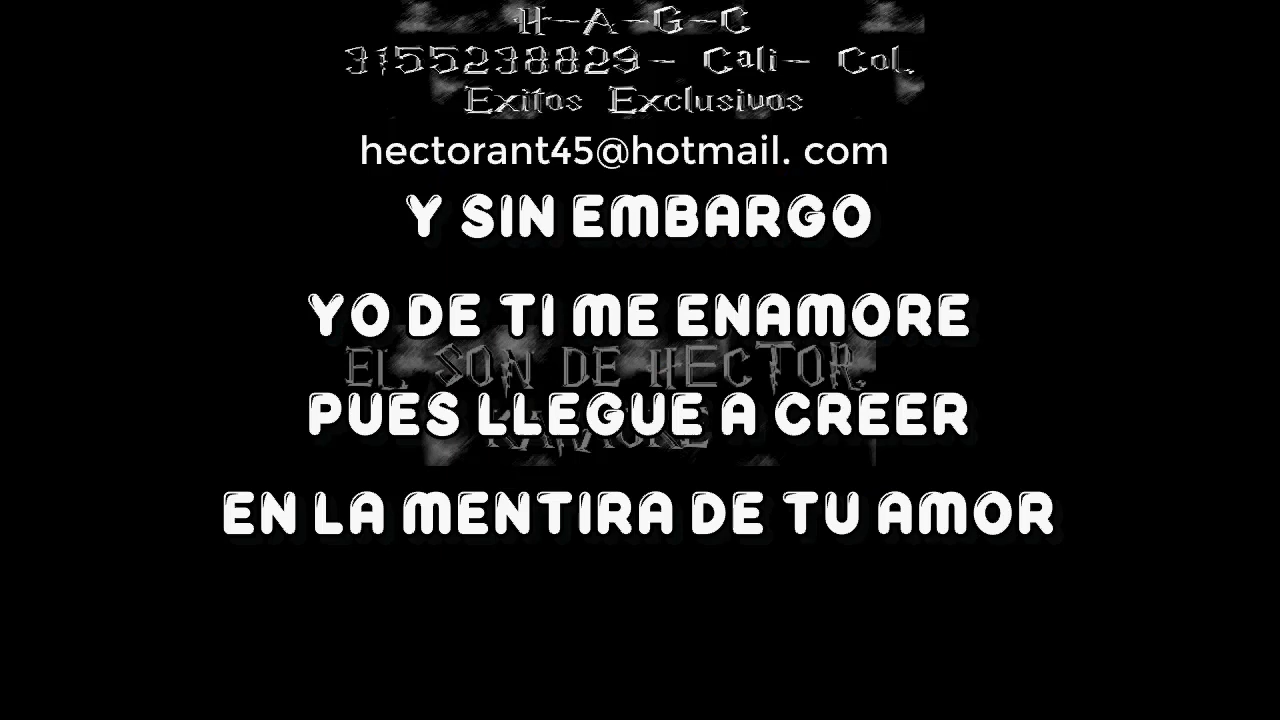 H-A-G-C
3155238829- Cali- Col.
Exitos Exclusivos
hectorant45@hotmail. com
Y SIN EMBARGO
YO DE TI ME ENAMORE
EL SON DE HECTOR.
PUES LLEGUE A CREER
KARAOKE
EN LA MENTIRA DE TU AMOR